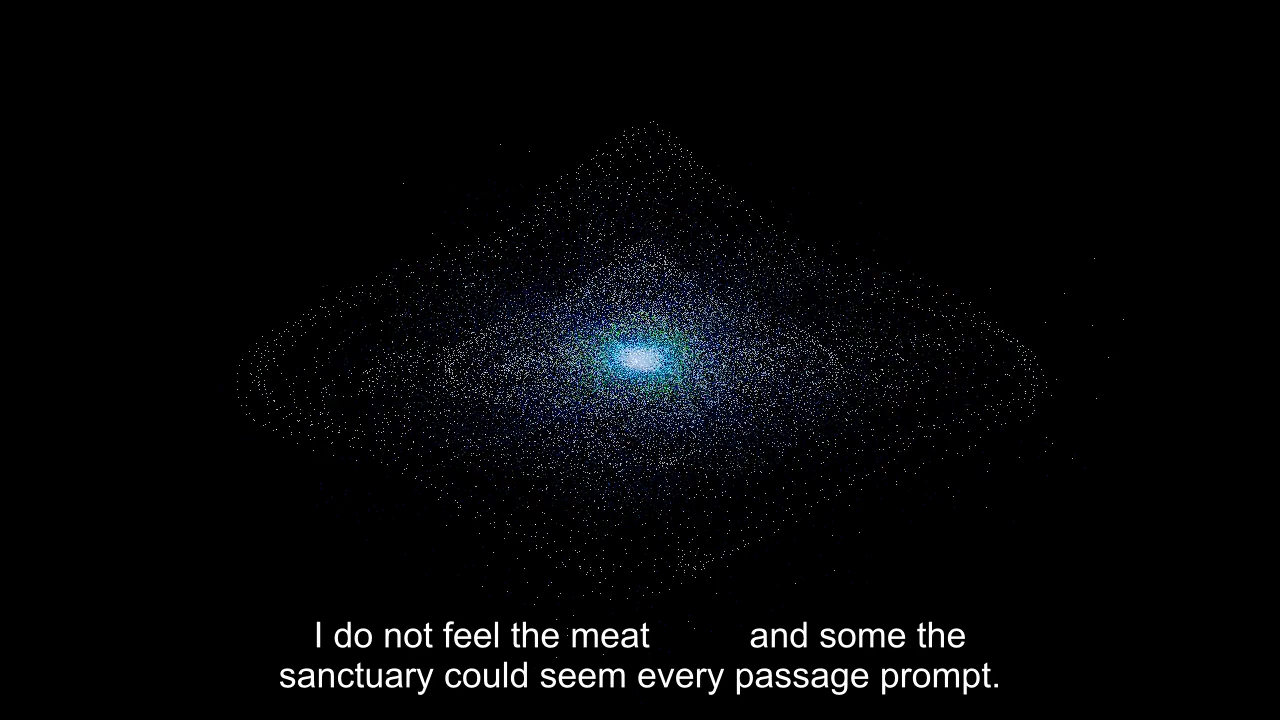 I do not feel the meat and some the
sanctuary could seem every passage prompt.